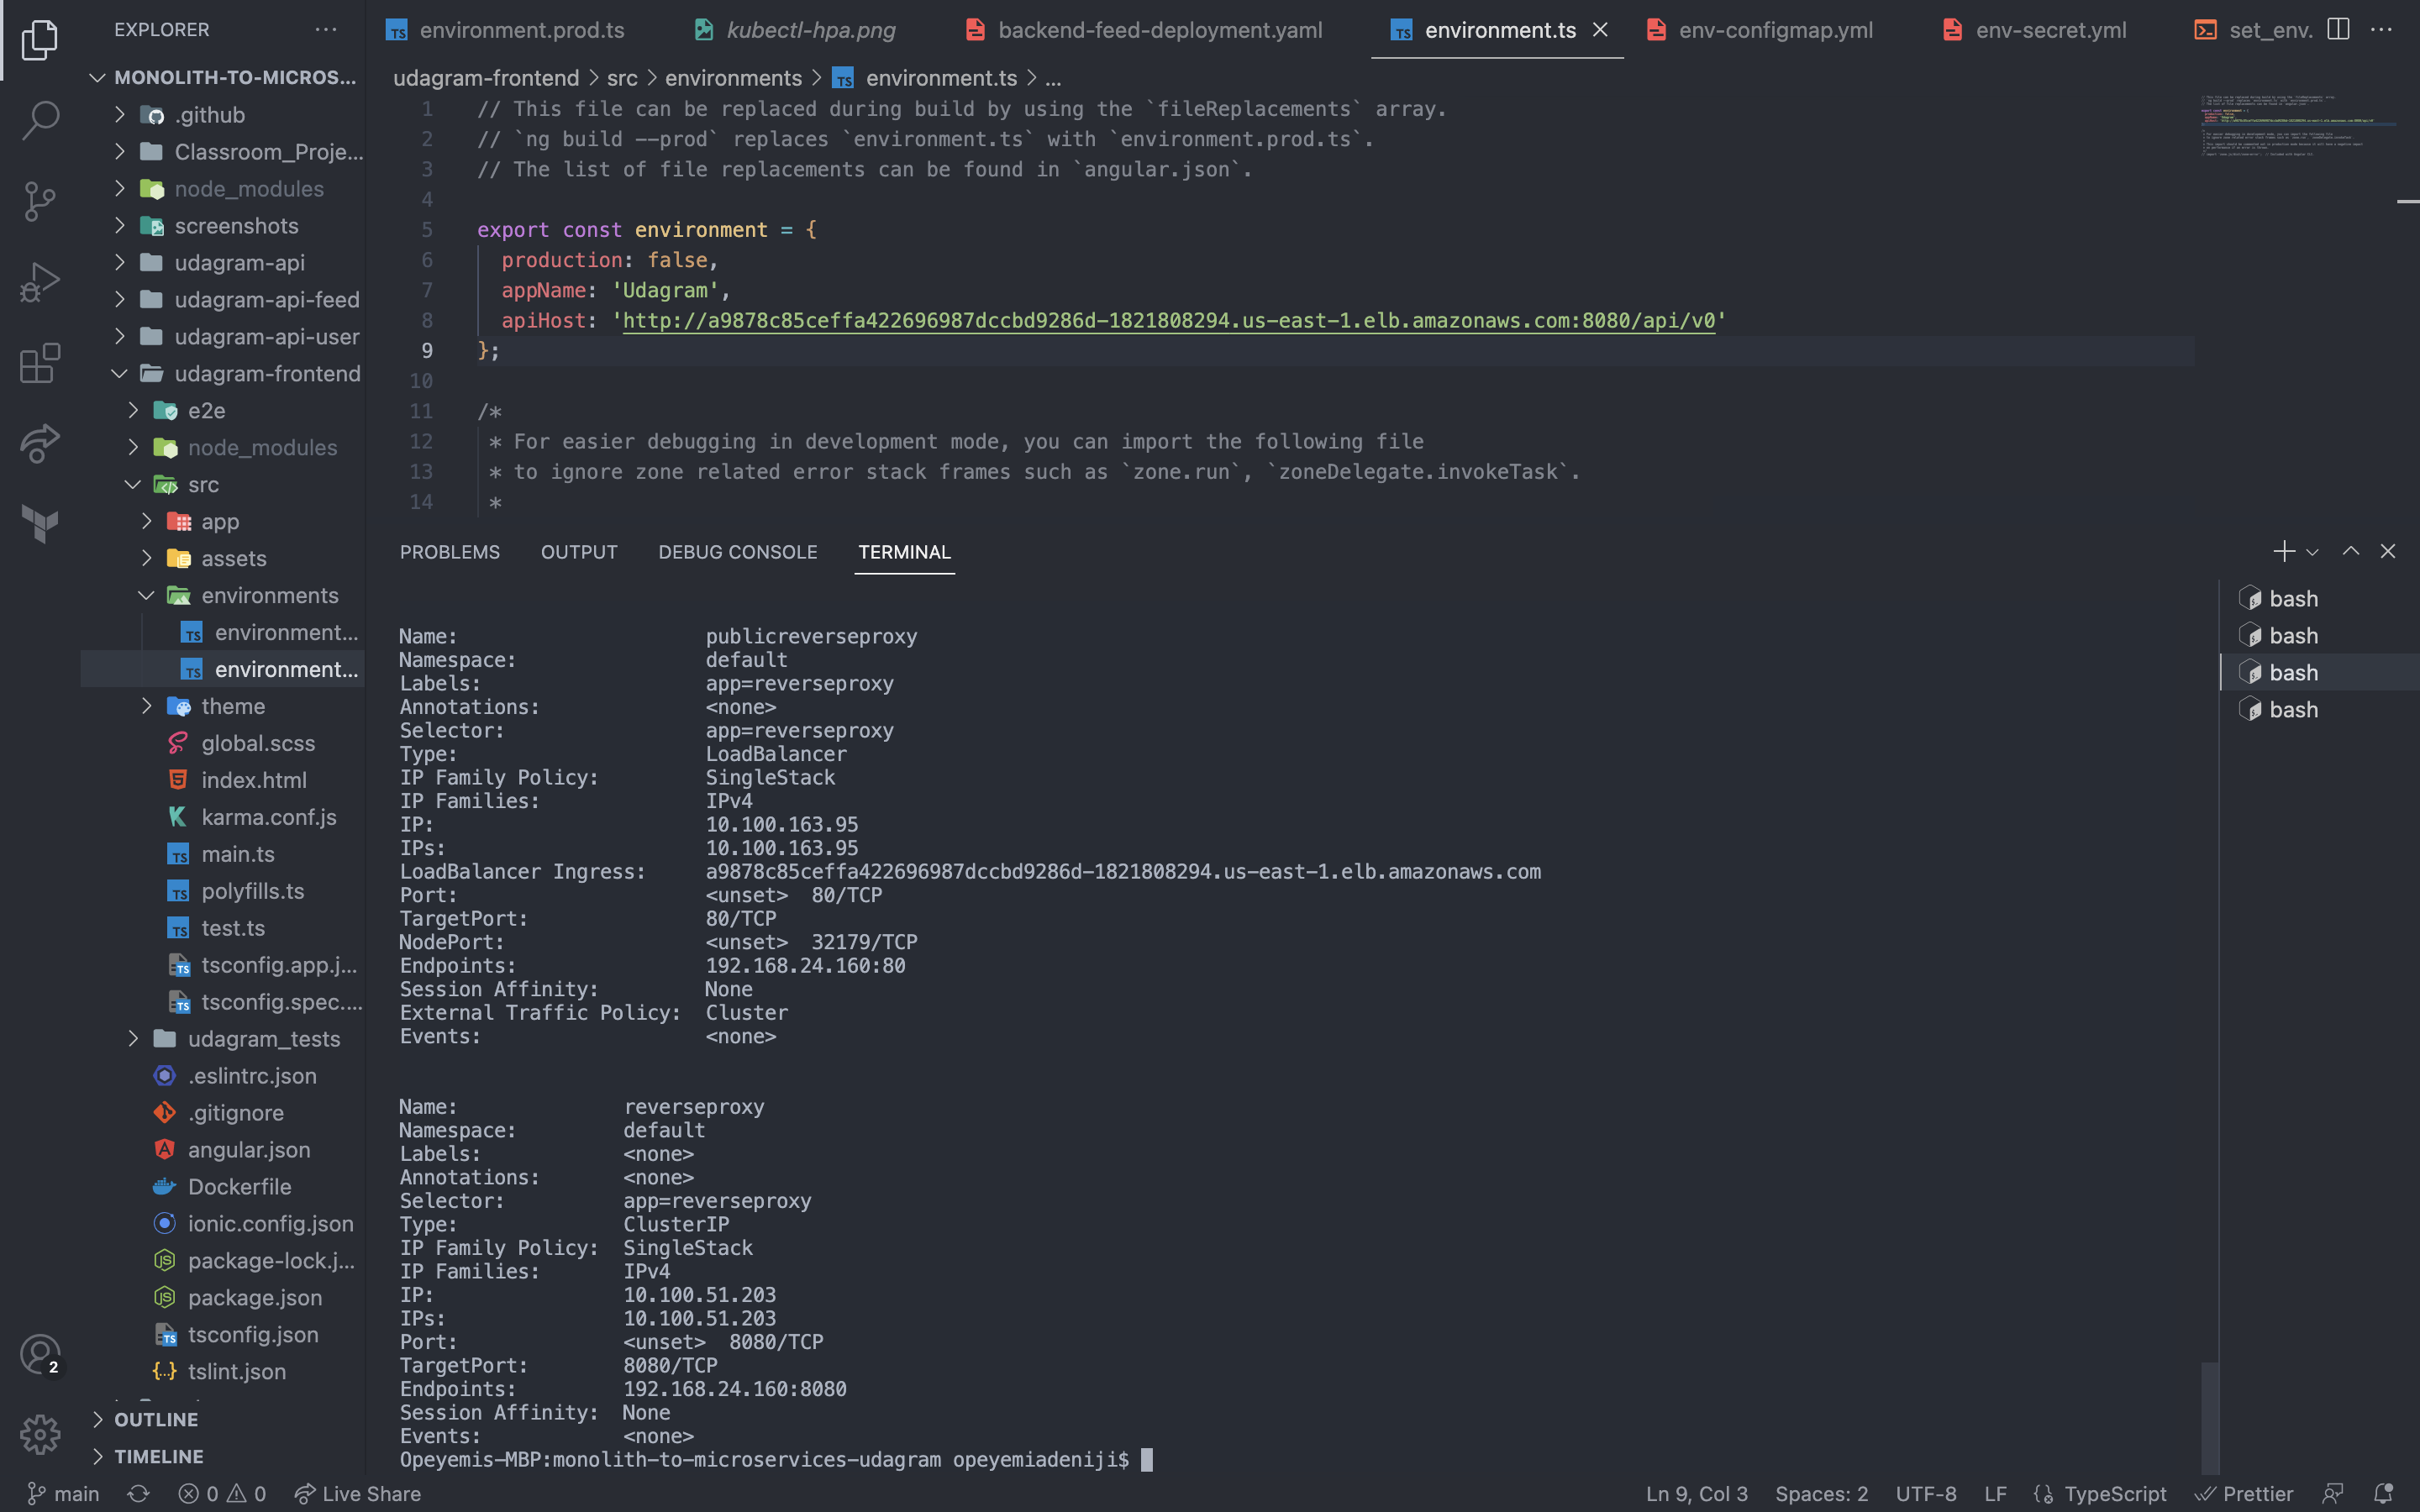 EXPLORER
MONOLITH-TO-MICROS...
.github
Classroom_Proje...
node_modules
screenshots
udagram-api
udagram-api-feed
udagram-api-user
udagram-frontend
e2e
node_modules
src
app
assets
environments
environment...
environment...
theme
global.scss
index.html
karma.conf.js
main.ts
polyfills.ts
test.ts
tsconfig.app.j...
tsconfig.spec....
udagram_tests
.eslintrc.json
.gitignore
angular.json
Dockerfile
ionic.config.json
package-lock.j...
package.json
tsconfig.json
tslint.json
OUTLINE
TIMELINE
2
environment.prod.ts kubectl-hpa.png backend-feed-deployment.yaml environment.ts env-configmap.yml env-secret.yml set_env.
udagram-frontend > src > environments > environment.ts > ...
1 // This file can be replaced during build by using the `fileReplacements` array.
2 // `ng build --prod` replaces `environment.ts` with `environment.prod.ts`.
3 // The list of file replacements can be found in `angular.json`.
4
5 export const environment = {
6 production: false,
7 appName: 'Udagram',
8 apiHost: 'http://a9878c85ceffa422696987dccbd9286d-1821808294.us-east-1.elb.amazonaws.com:8080/api/v0'
9 };
10
11 /*
12 * For easier debugging in development mode, you can import the following file
13 * to ignore zone related error stack frames such as `zone.run`, `zoneDelegate.invokeTask`.
14 *
PROBLEMS OUTPUT DEBUG CONSOLE TERMINAL
bash
bash
bash
bash
Name: publicreverseproxy
Namespace: default
Labels: app=reverseproxy
Annotations: <none>
Selector: app=reverseproxy
Type: LoadBalancer
IP Family Policy: SingleStack
IP Families: IPv4
IP: 10.100.163.95
IPs: 10.100.163.95
LoadBalancer Ingress: a9878c85ceffa422696987dccbd9286d-1821808294.us-east-1.elb.amazonaws.com
Port: <unset> 80/TCP
TargetPort: 80/TCP
NodePort: <unset> 32179/TCP
Endpoints: 192.168.24.160:80
Session Affinity: None
External Traffic Policy: Cluster
Events: <none>
Name: reverseproxy
Namespace: default
Labels: <none>
Annotations: <none>
Selector: app=reverseproxy
Type: ClusterIP
IP Family Policy: SingleStack
IP Families: IPv4
IP: 10.100.51.203
IPs: 10.100.51.203
Port: <unset> 8080/TCP
TargetPort: 8080/TCP
Endpoints: 192.168.24.160:8080
Session Affinity: None
Events: <none>
Opeyemis-MBP:monolith-to-microservices-udagram opeyemiadeniji$
main 0 0 Live Share Ln 9, Col 3 Spaces: 2 UTF-8 LF TypeScript Prettier